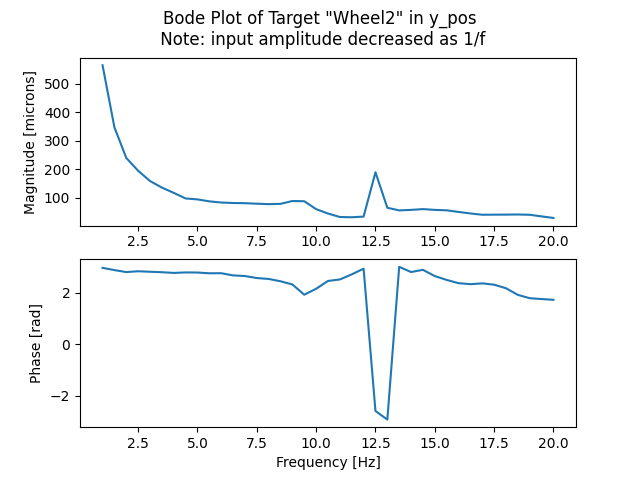 Bode Plot of Target "Wheel2" in y_pos
Note: input amplitude decreased as 1/f
Magnitude [microns]
500
400
300
200
100
2.5 5.0 7.5 10.0 12.5 15.0 17.5 20.0
Phase [rad]
2
0
−2
2.5 5.0 7.5 10.0 12.5 15.0 17.5 20.0
Frequency [Hz]